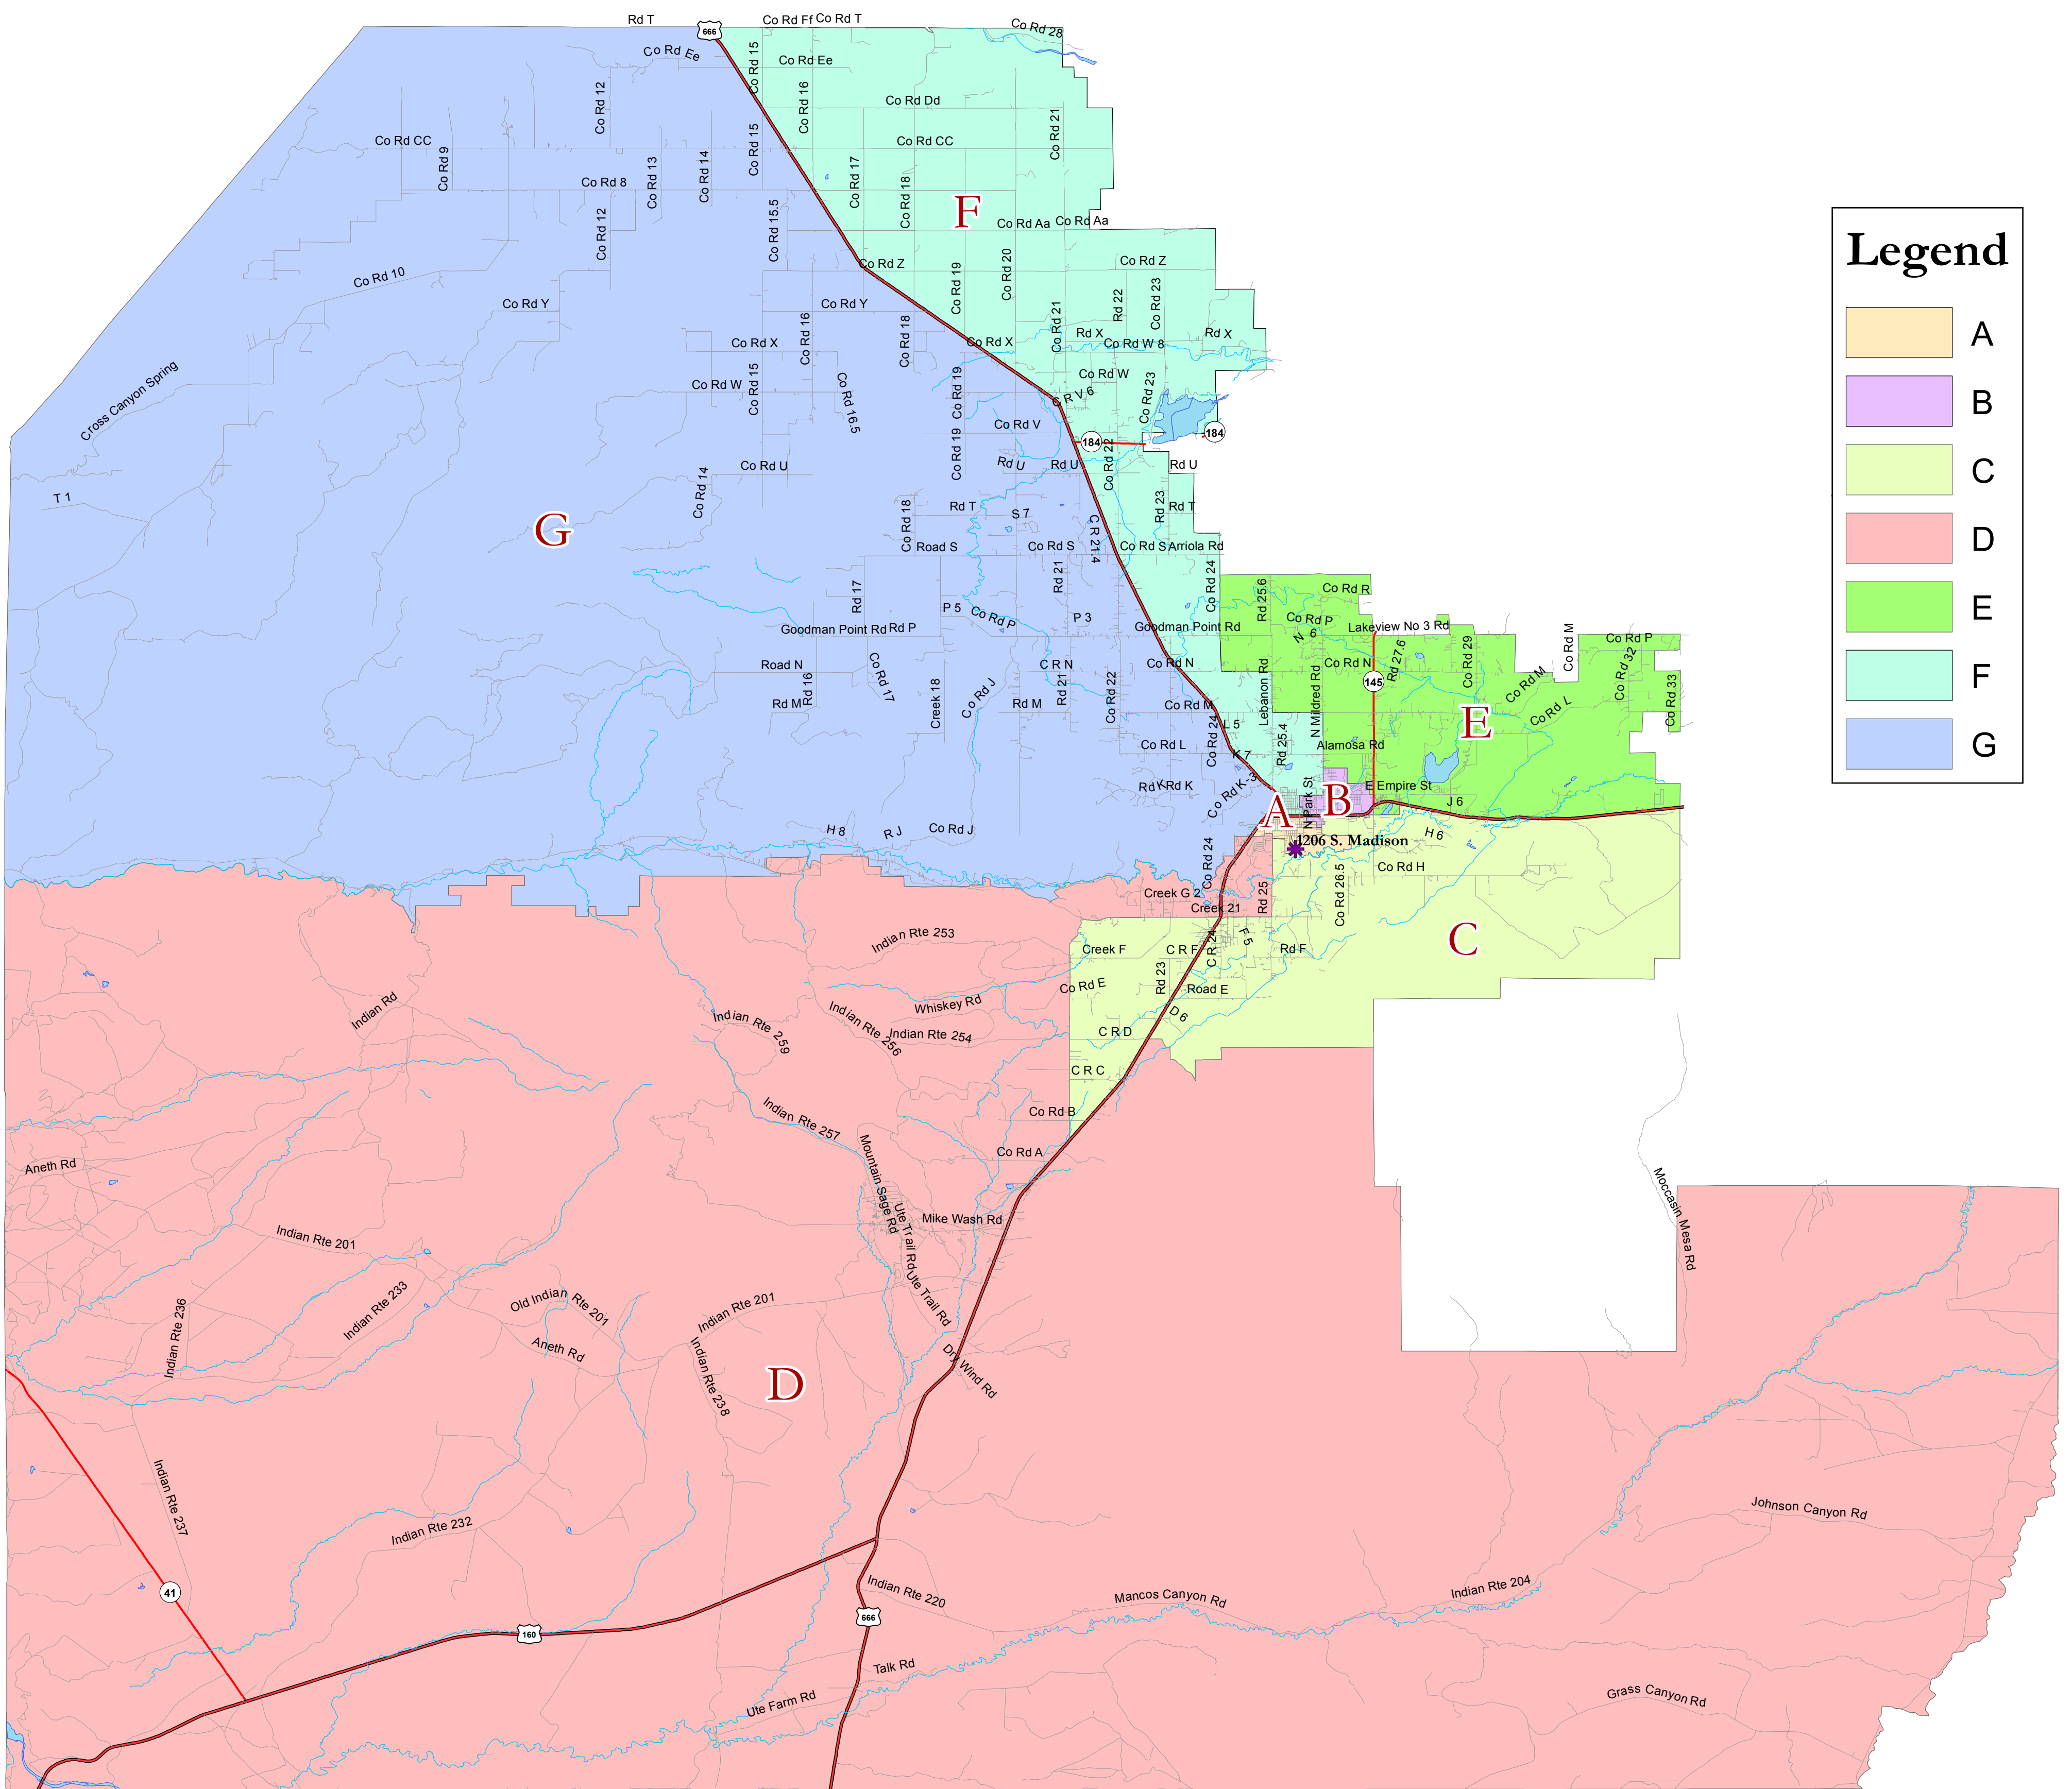 Rd T
666
Co Rd Ff
Co Rd T
Co Rd 28
Co Rd Ee
Co Rd 15
Co Rd Ee
Co Rd 12
Co Rd 16
Co Rd Dd
Co Rd 21
Co Rd CC
Co Rd 9
Co Rd 13
Co Rd 14
Co Rd 15
Co Rd CC
Co Rd 17
Co Rd 18
Co Rd 8
Co Rd 12
Co Rd 15.5
F
Co Rd Aa
Co Rd Aa
Co Rd 10
Co Rd Z
Co Rd 19
Co Rd 20
Co Rd Z
Co Rd Y
Co Rd Y
Co Rd 21
Rd 22
Co Rd 23
Co Rd 16
Co Rd 18
Rd X
Rd X
Co Rd X
Co Rd X
Co Rd W 8
Cross Canyon Spring
Co Rd W
Co Rd 15
Co Rd 16.5
Co Rd 19
Co Rd W
Co Rd 23
C R V 6
Co Rd V
184
184
Co Rd 19
Co Rd 22
Co Rd U
Co Rd 14
Rd U
Rd U
Rd U
T 1
G
Co Rd 18
Rd T
S 7
C R 21.4
Rd 23
Rd T
Road S
Co Rd S
Co Rd S
Arriola Rd
Rd 17
Rd 21
Co Rd 24
Rd 25.6
Co Rd R
P 5
Co Rd P
P 3
Goodman Point Rd
Rd P
Goodman Point Rd
Co Rd P
N 6
Lakeview No 3 Rd
Co Rd M
Co Rd P
Road N
Co Rd 17
C R N
Co Rd N
Co Rd N
Rd 27.6
Co Rd 29
Co Rd 32
Rd 16
Rd 21
Co Rd 22
Lebanon Rd
N Mildred Rd
145
Co Rd M
Co Rd 33
Rd M
Creek 18
Co Rd J
Rd M
Co Rd M
Co Rd L
L 5
E
Co Rd L
Co Rd 24
K 7
Rd 25.4
Alamosa Rd
Rd K
Rd K
Co Rd K-3
N Park St
E Empire St
J 6
A
B
H 8
R J
Co Rd J
H 6
1206 S. Madison
Co Rd 24
Co Rd H
Creek G 2
Rd 25
Co Rd 26.5
Creek 21
Indian Rte 253
Creek F
C R F
C R 24
F 5
Rd F
C
Co Rd E
Rd 23
Road E
Indian Rd
Whiskey Rd
Indian Rte 259
Indian Rte 256
Indian Rte 254
C R D
D 6
C R C
Co Rd B
Indian Rte 257
Co Rd A
Aneth Rd
Mountain Sage Rd
Ute Trail Rd
Mike Wash Rd
Moccasin Mesa Rd
Indian Rte 201
Indian Rte 236
Indian Rte 233
Old Indian Rte 201
Aneth Rd
Indian Rte 201
Ute Trail Rd
Indian Rte 238
D
Dry Wind Rd
Indian Rte 237
Indian Rte 232
Johnson Canyon Rd
41
160
Indian Rte 220
666
Mancos Canyon Rd
Indian Rte 204
Talk Rd
Ute Farm Rd
Grass Canyon Rd
Legend
A
B
C
D
E
F
G